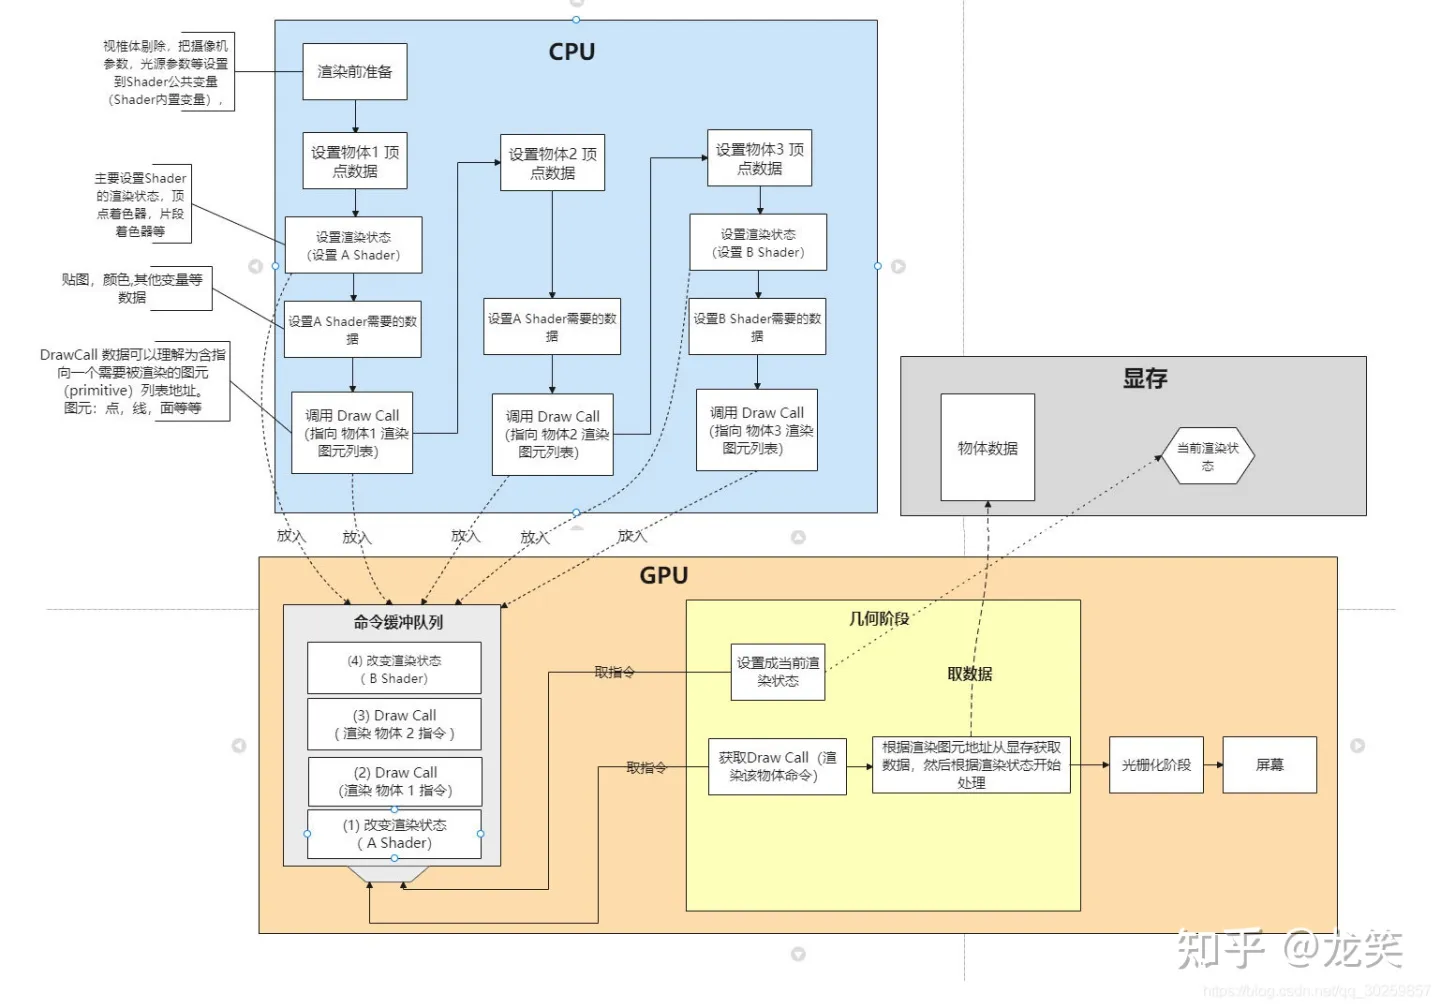 视椎体剔除，把摄像机
参数，光源参数等设置
到Shader公共变量
（Shader内置变量），
主要设置Shader
的渲染状态，顶
点着色器，片段
着色器等
贴图，颜色,其他变量等
数据
DrawCall 数据可以理解为含指
向一个需要被渲染的图元
（primitive）列表地址。
图元：点，线，面等等
CPU
渲染前准备
设置物体1 顶
点数据
设置渲染状态
（设置 A Shader）
设置A Shader需要的数
据
调用 Draw Call
(指向 物体1 渲染
图元列表)
设置物体2 顶
点数据
设置A Shader需要的数
据
调用 Draw Call
(指向 物体2 渲染
图元列表)
设置物体3 顶
点数据
设置渲染状态
（设置 B Shader）
设置B Shader需要的数
据
调用 Draw Call
(指向 物体3 渲染
图元列表)
显存
物体数据
当前渲染状
态
放入
放入
放入
放入
放入
GPU
命令缓冲队列
(4) 改变渲染状态
（ B Shader）
(3) Draw Call
( 渲染 物体 2 指令 )
(2) Draw Call
(渲染 物体 1 指令)
(1) 改变渲染状态
（ A Shader)
取指令
取指令
几何阶段
设置成当前渲
染状态
取数据
获取Draw Call（渲
染该物体命令）
根据渲染图元地址从显存获取
数据，然后根据渲染状态开始
处理
光栅化阶段
屏幕
知乎 @龙笑
https://blog.csdn.net/qq_30259857